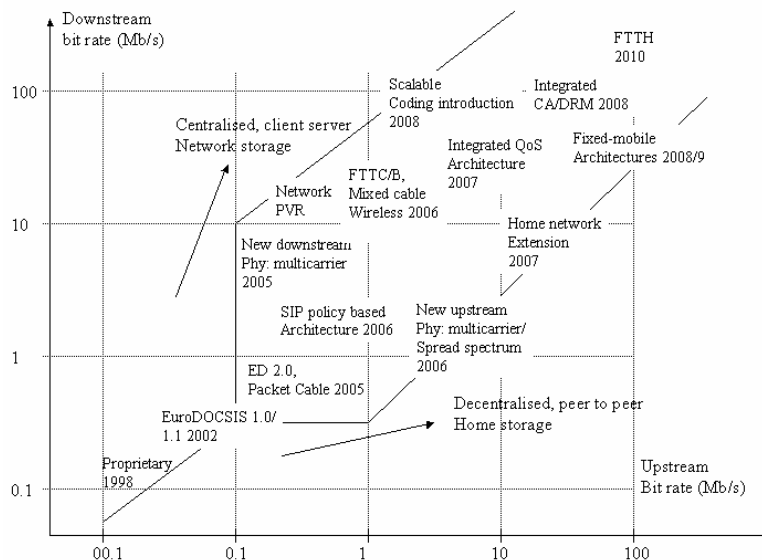 Downstream
bit rate (Mb/s)
FTTH
2010
100
Scalable
Coding introduction
2008
Integrated
CA/DRM 2008
Centralised, client server
Network storage
Integrated QoS
Architecture
2007
Fixed-mobile
Architectures 2008/9
FTTC/B,
Mixed cable
Wireless 2006
Network
PVR
10
Home network
Extension
2007
New downstream
Phy: multicarrier
2005
SIP policy based
Architecture 2006
New upstream
Phy: multicarrier/
Spread spectrum
2006
1
ED 2.0,
Packet Cable 2005
EuroDOCSIS 1.0/
1.1 2002
Decentralised, peer to peer
Home storage
Proprietary
1998
Upstream
Bit rate (Mb/s)
0.1
00.1
0.1
1
10
100